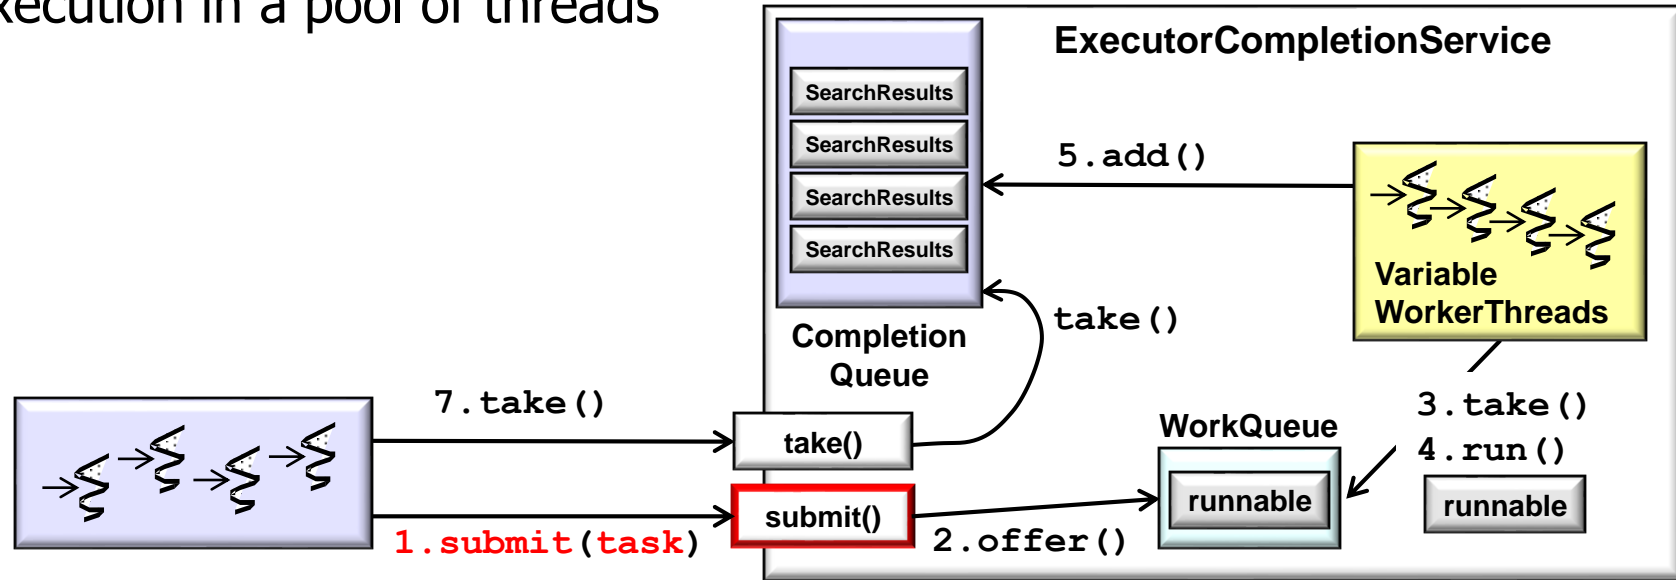 execution in a pool of threads
ExecutorCompletionService
SearchResults
SearchResults
SearchResults
SearchResults
5.add()
Variable
WorkerThreads
Completion
Queue
take()
7.take()
take()
3.take()
4.run()
WorkQueue
runnable
runnable
submit()
1.submit(task)
2.offer()